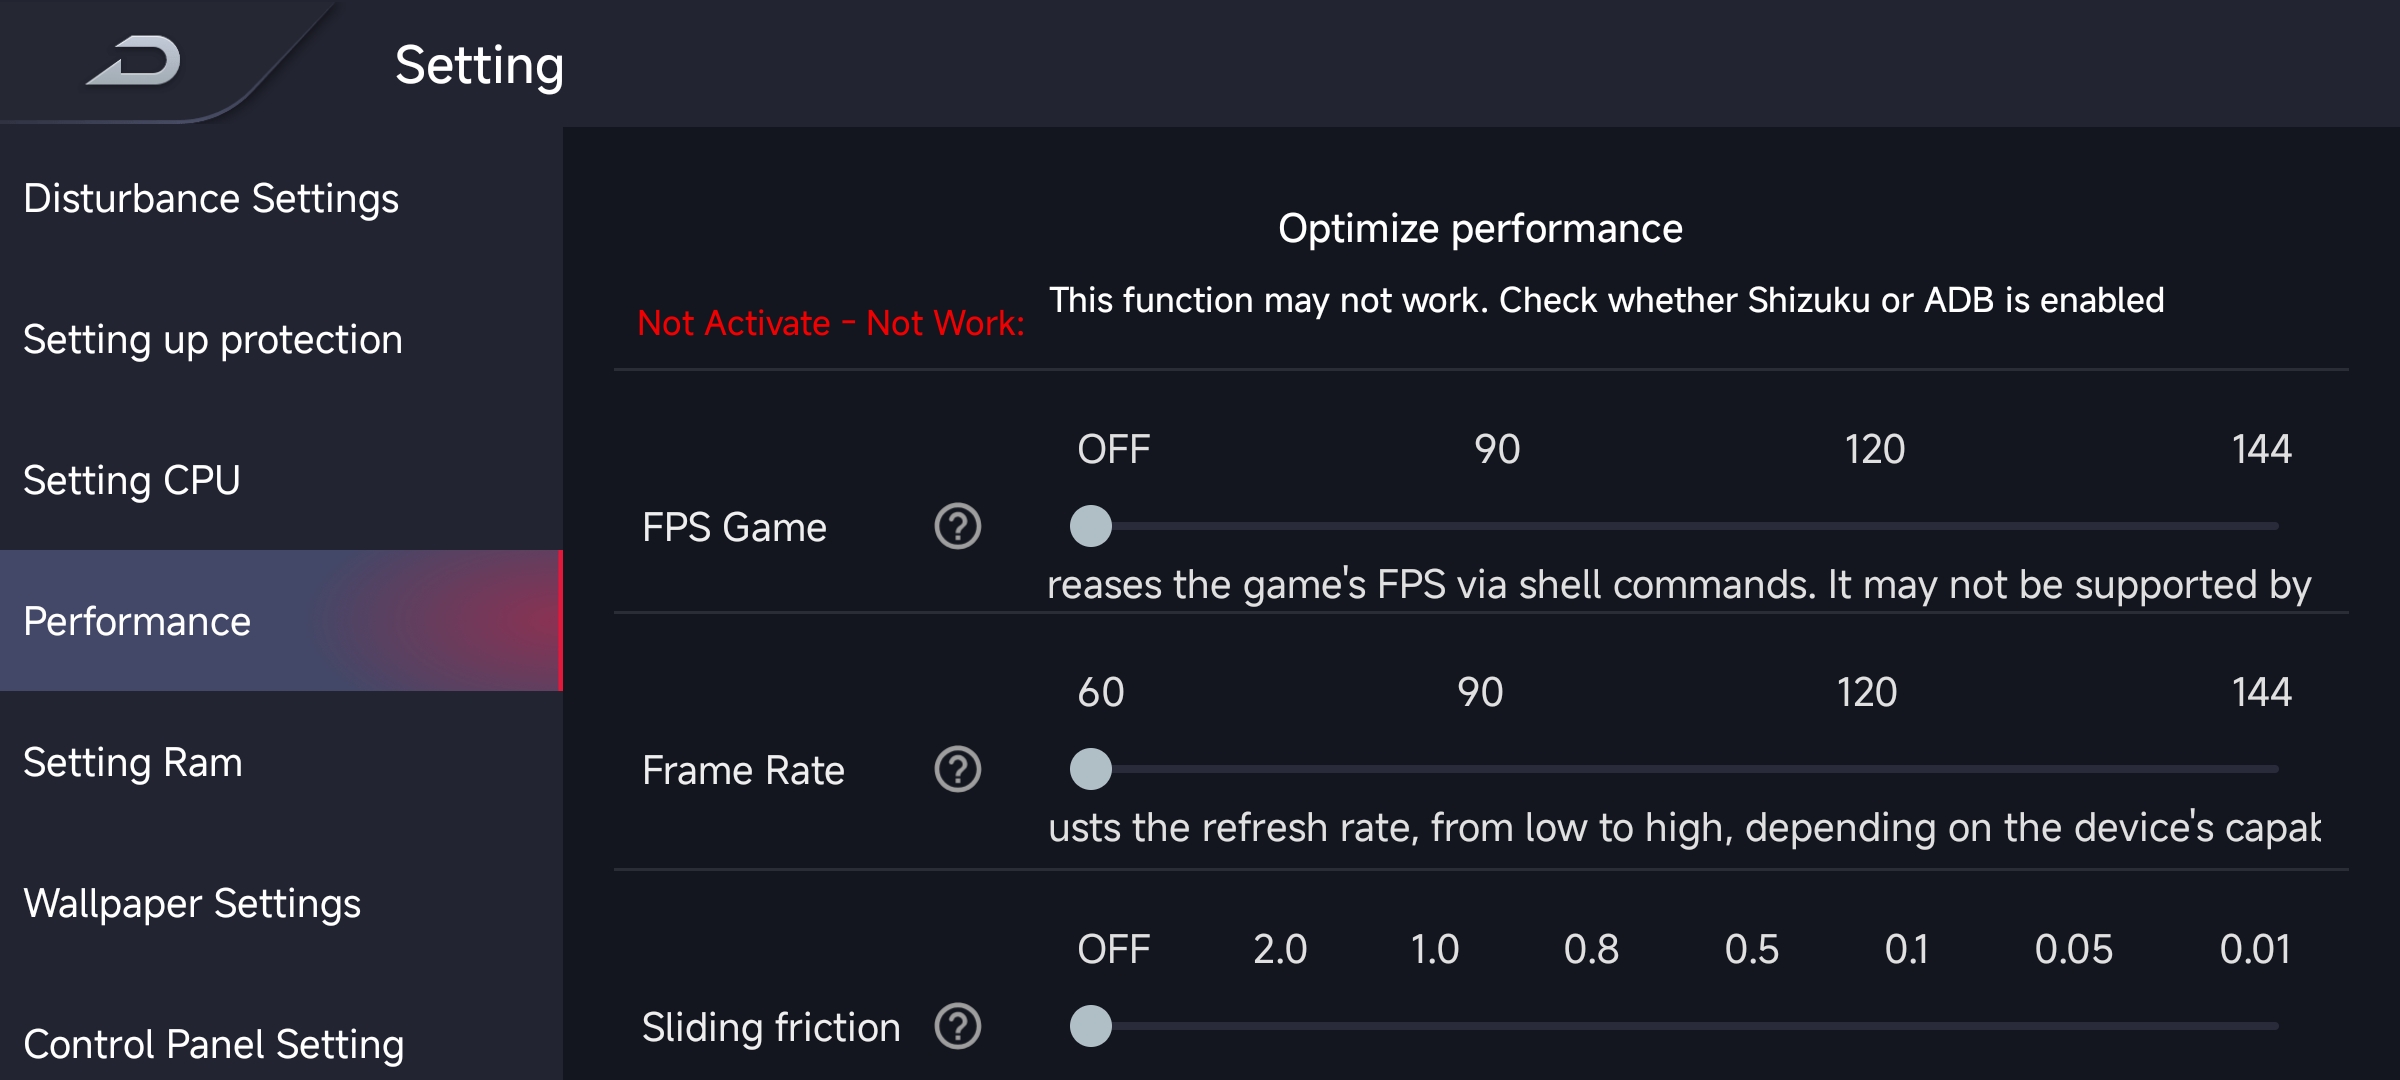 Setting
Disturbance Settings
Setting up protection
Setting CPU
Performance
Setting Ram
Wallpaper Settings
Control Panel Setting
Optimize performance
Not Activate - Not Work: This function may not work. Check whether Shizuku or ADB is enabled
OFF 90 120 144
FPS Game ?
reases the game's FPS via shell commands. It may not be supported by
60 90 120 144
Frame Rate ?
usts the refresh rate, from low to high, depending on the device's capab
OFF 2.0 1.0 0.8 0.5 0.1 0.05 0.01
Sliding friction ?